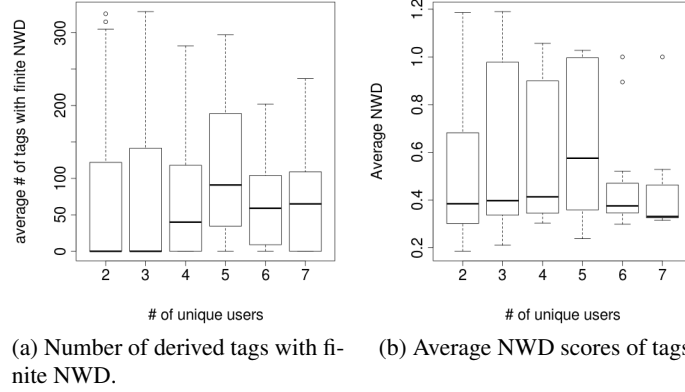 average # of tags with finite NWD
300
200
100
50
0
2 3 4 5 6 7
# of unique users
(a) Number of derived tags with fi-
nite NWD.
Average NWD
1.2
1.0
0.8
0.6
0.4
0.2
2 3 4 5 6 7
# of unique users
(b) Average NWD scores of tags